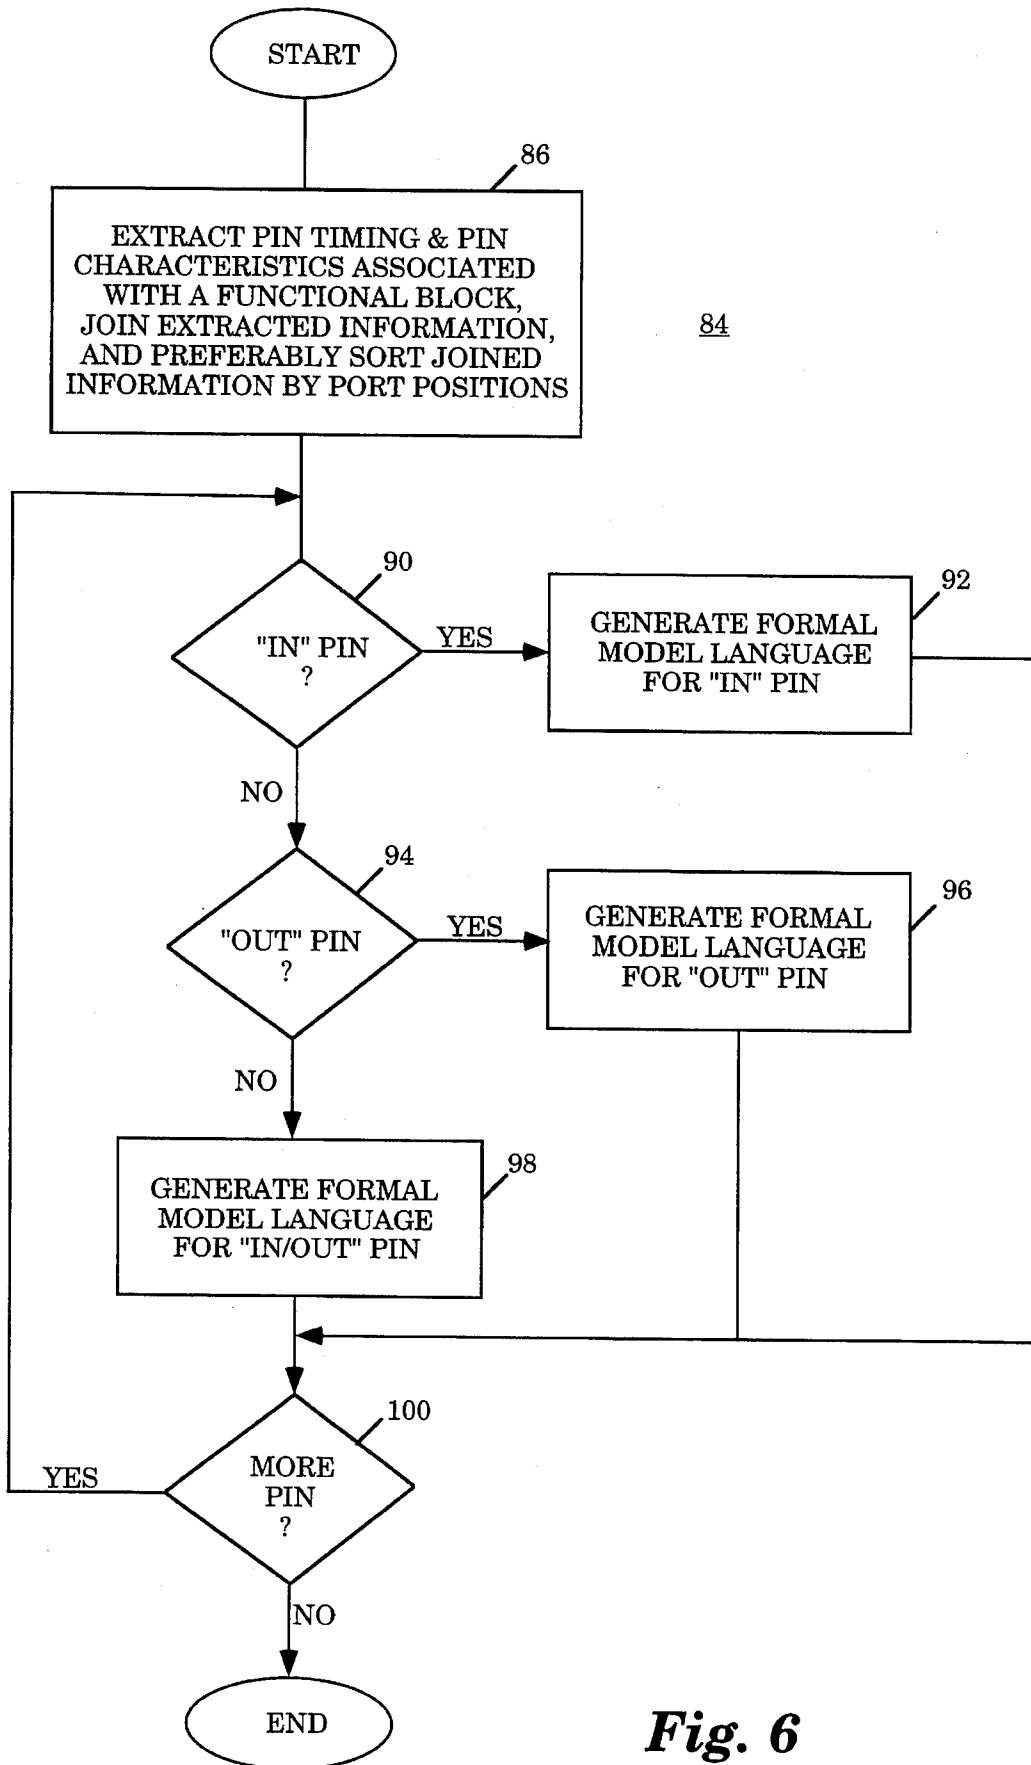 START
86
EXTRACT PIN TIMING & PIN
CHARACTERISTICS ASSOCIATED
WITH A FUNCTIONAL BLOCK,
JOIN EXTRACTED INFORMATION,
AND PREFERABLY SORT JOINED
INFORMATION BY PORT POSITIONS
84
90
"IN" PIN
?
YES
92
GENERATE FORMAL
MODEL LANGUAGE
FOR "IN" PIN
NO
94
"OUT" PIN
?
YES
96
GENERATE FORMAL
MODEL LANGUAGE
FOR "OUT" PIN
NO
98
GENERATE FORMAL
MODEL LANGUAGE
FOR "IN/OUT" PIN
100
MORE
PIN
?
YES
NO
END
Fig. 6